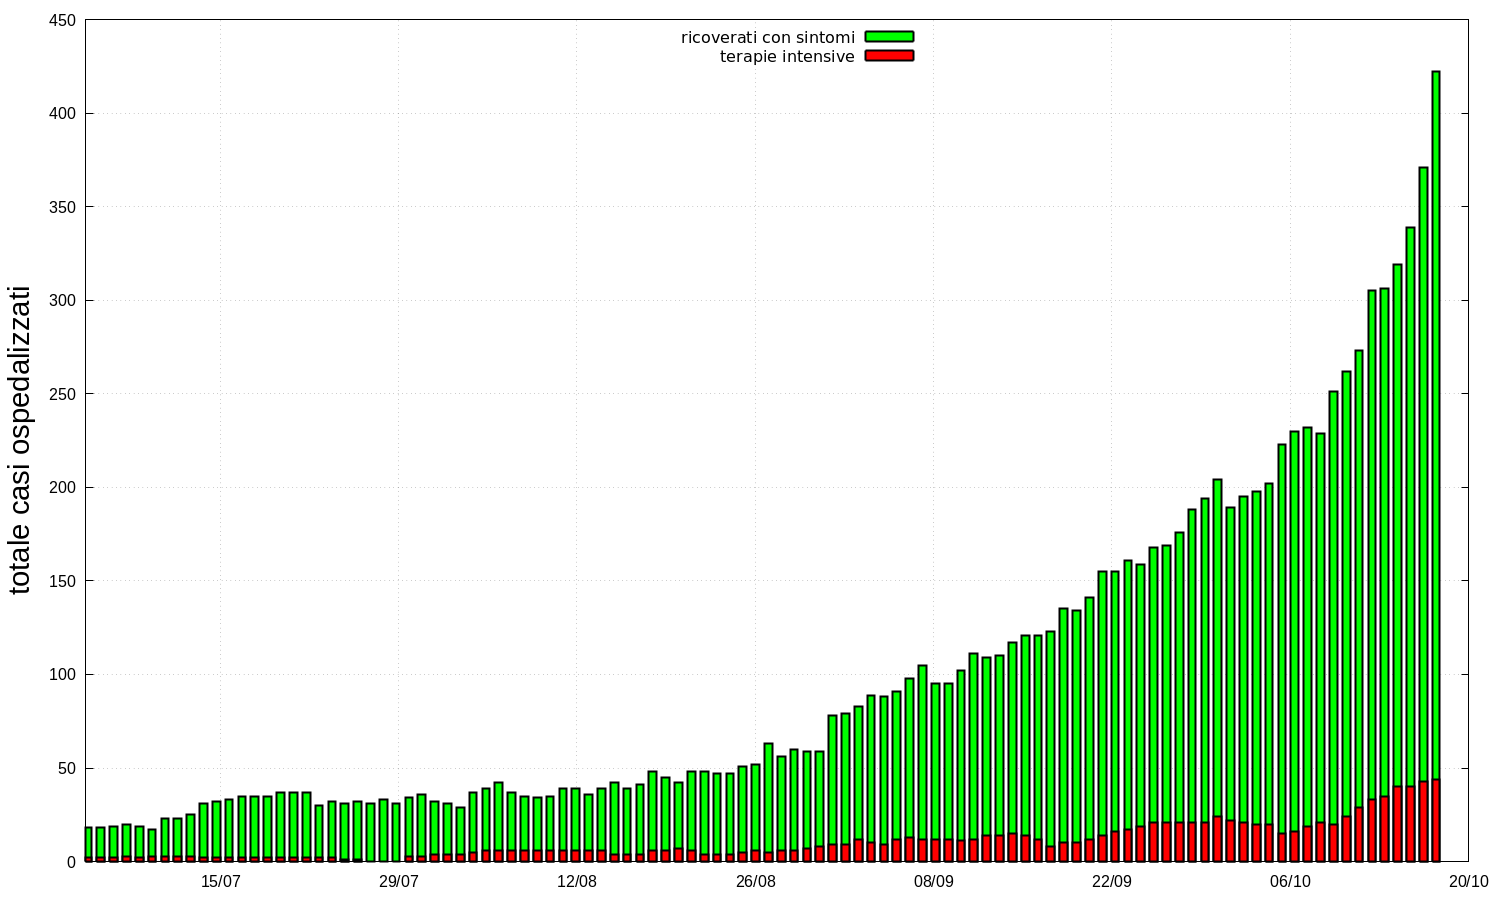 ricoverati con sintomi
terapie intensive
totale casi ospedalizzati
450
400
350
300
250
200
150
100
50
0
15/07 29/07 12/08 26/08 08/09 22/09 06/10 20/10